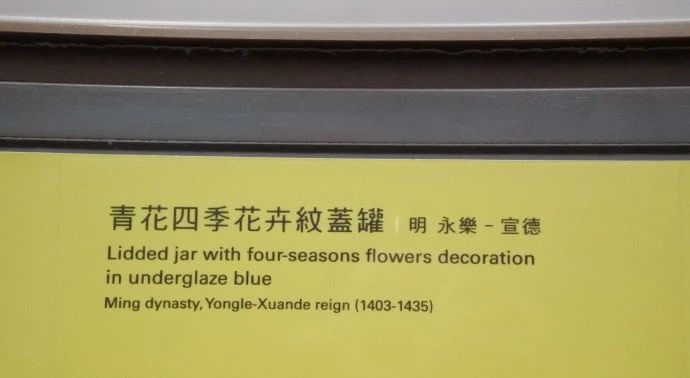 青花四季花卉紋蓋罐 | 明 永樂－宣德
Lidded jar with four-seasons flowers decoration
in underglaze blue
Ming dynasty, Yongle-Xuande reign (1403-1435)